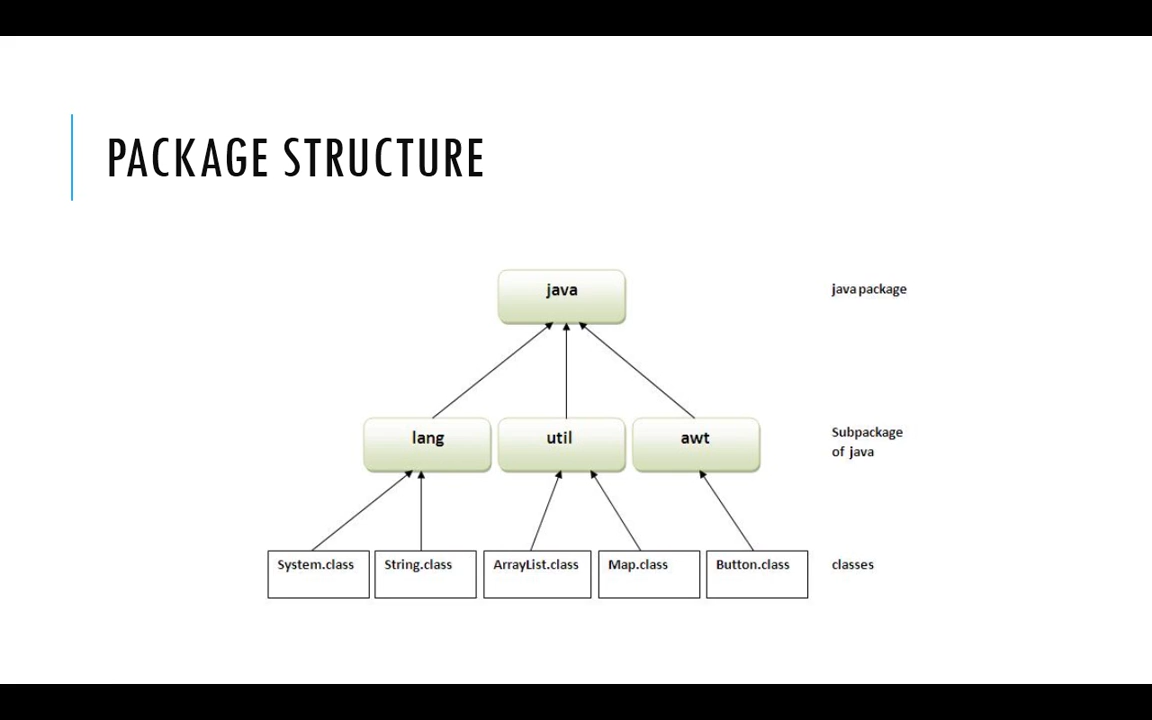 PACKAGE STRUCTURE
java
java package
lang
util
awt
Subpackage
of java
System.class
String.class
ArrayList.class
Map.class
Button.class
classes